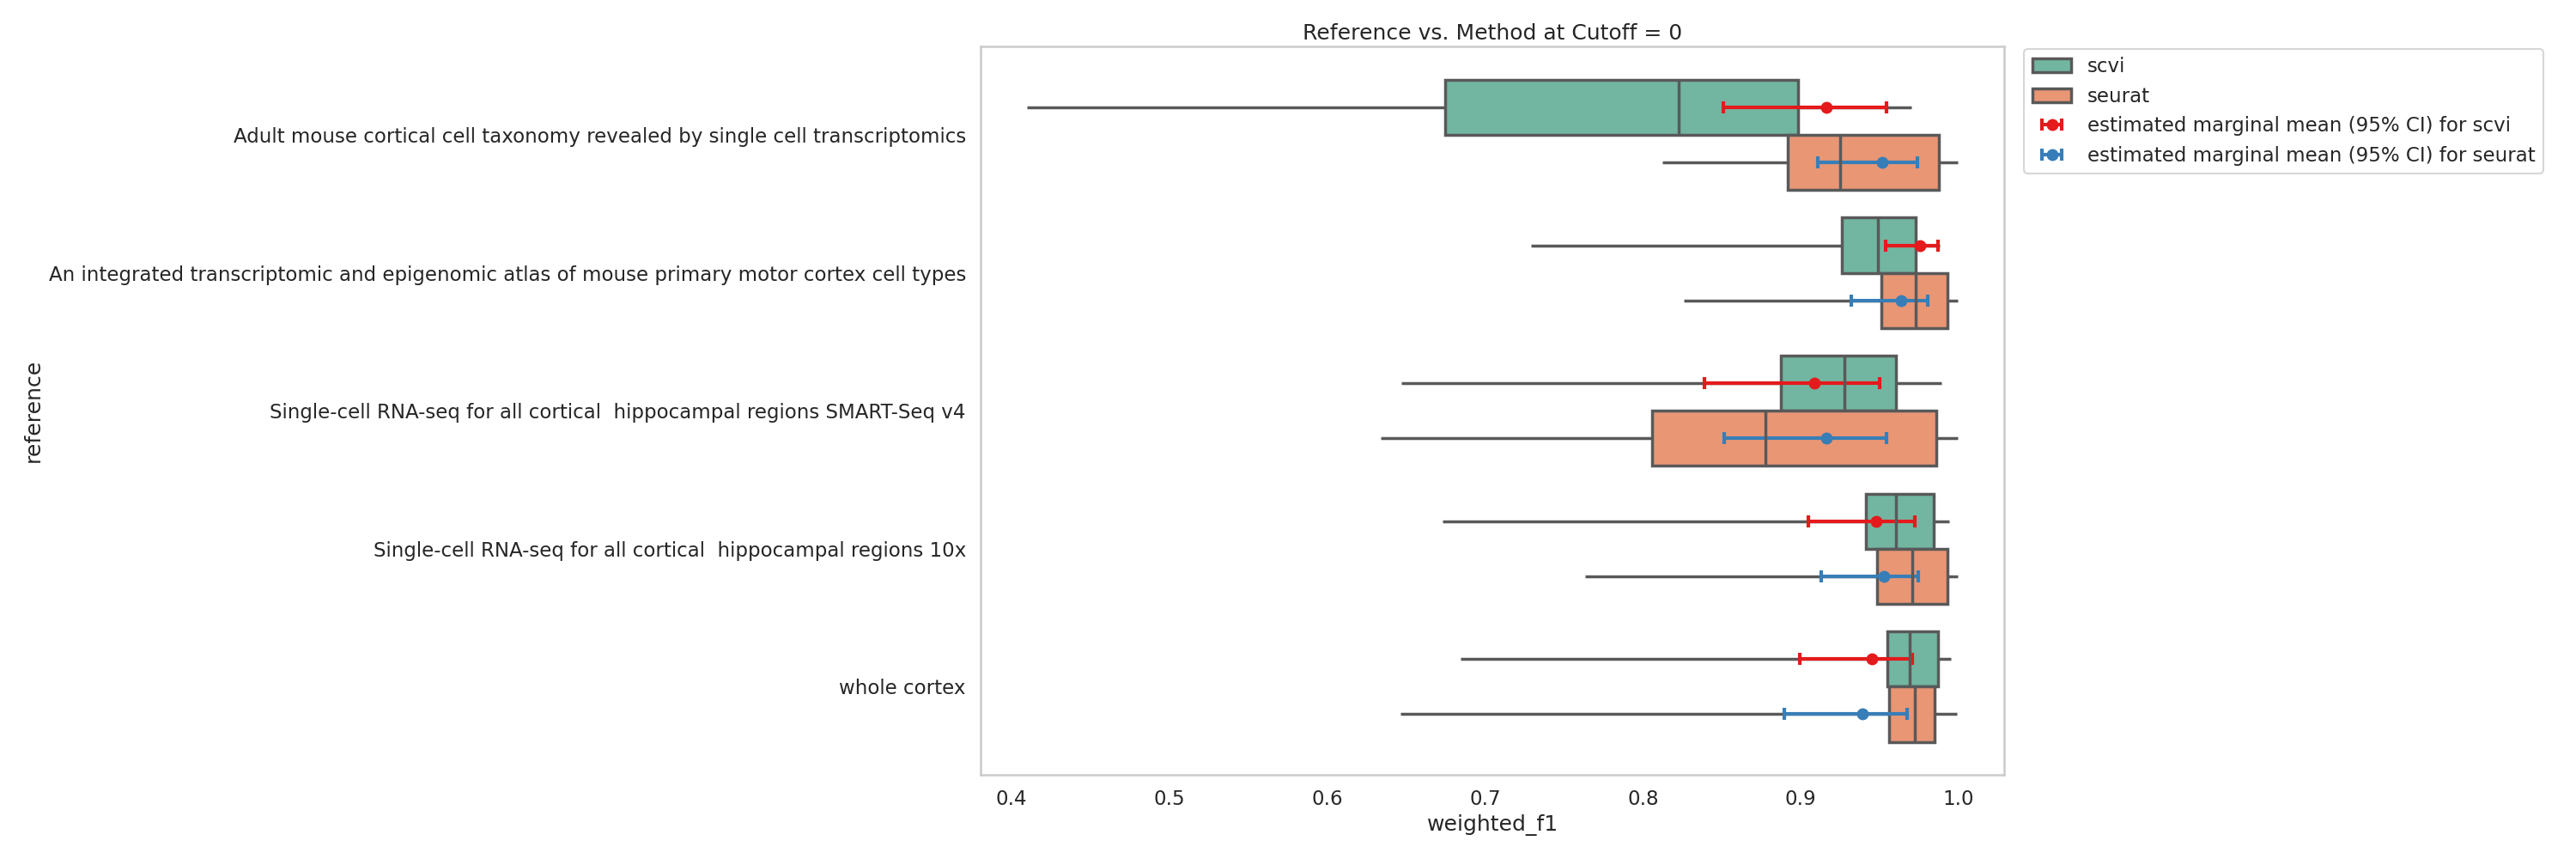 Reference vs. Method at Cutoff = 0
scvi
seurat
estimated marginal mean (95% CI) for scvi
estimated marginal mean (95% CI) for seurat
reference
Adult mouse cortical cell taxonomy revealed by single cell transcriptomics
An integrated transcriptomic and epigenomic atlas of mouse primary motor cortex cell types
Single-cell RNA-seq for all cortical  hippocampal regions SMART-Seq v4
Single-cell RNA-seq for all cortical  hippocampal regions 10x
whole cortex
0.4 0.5 0.6 0.7 0.8 0.9 1.0
weighted_f1